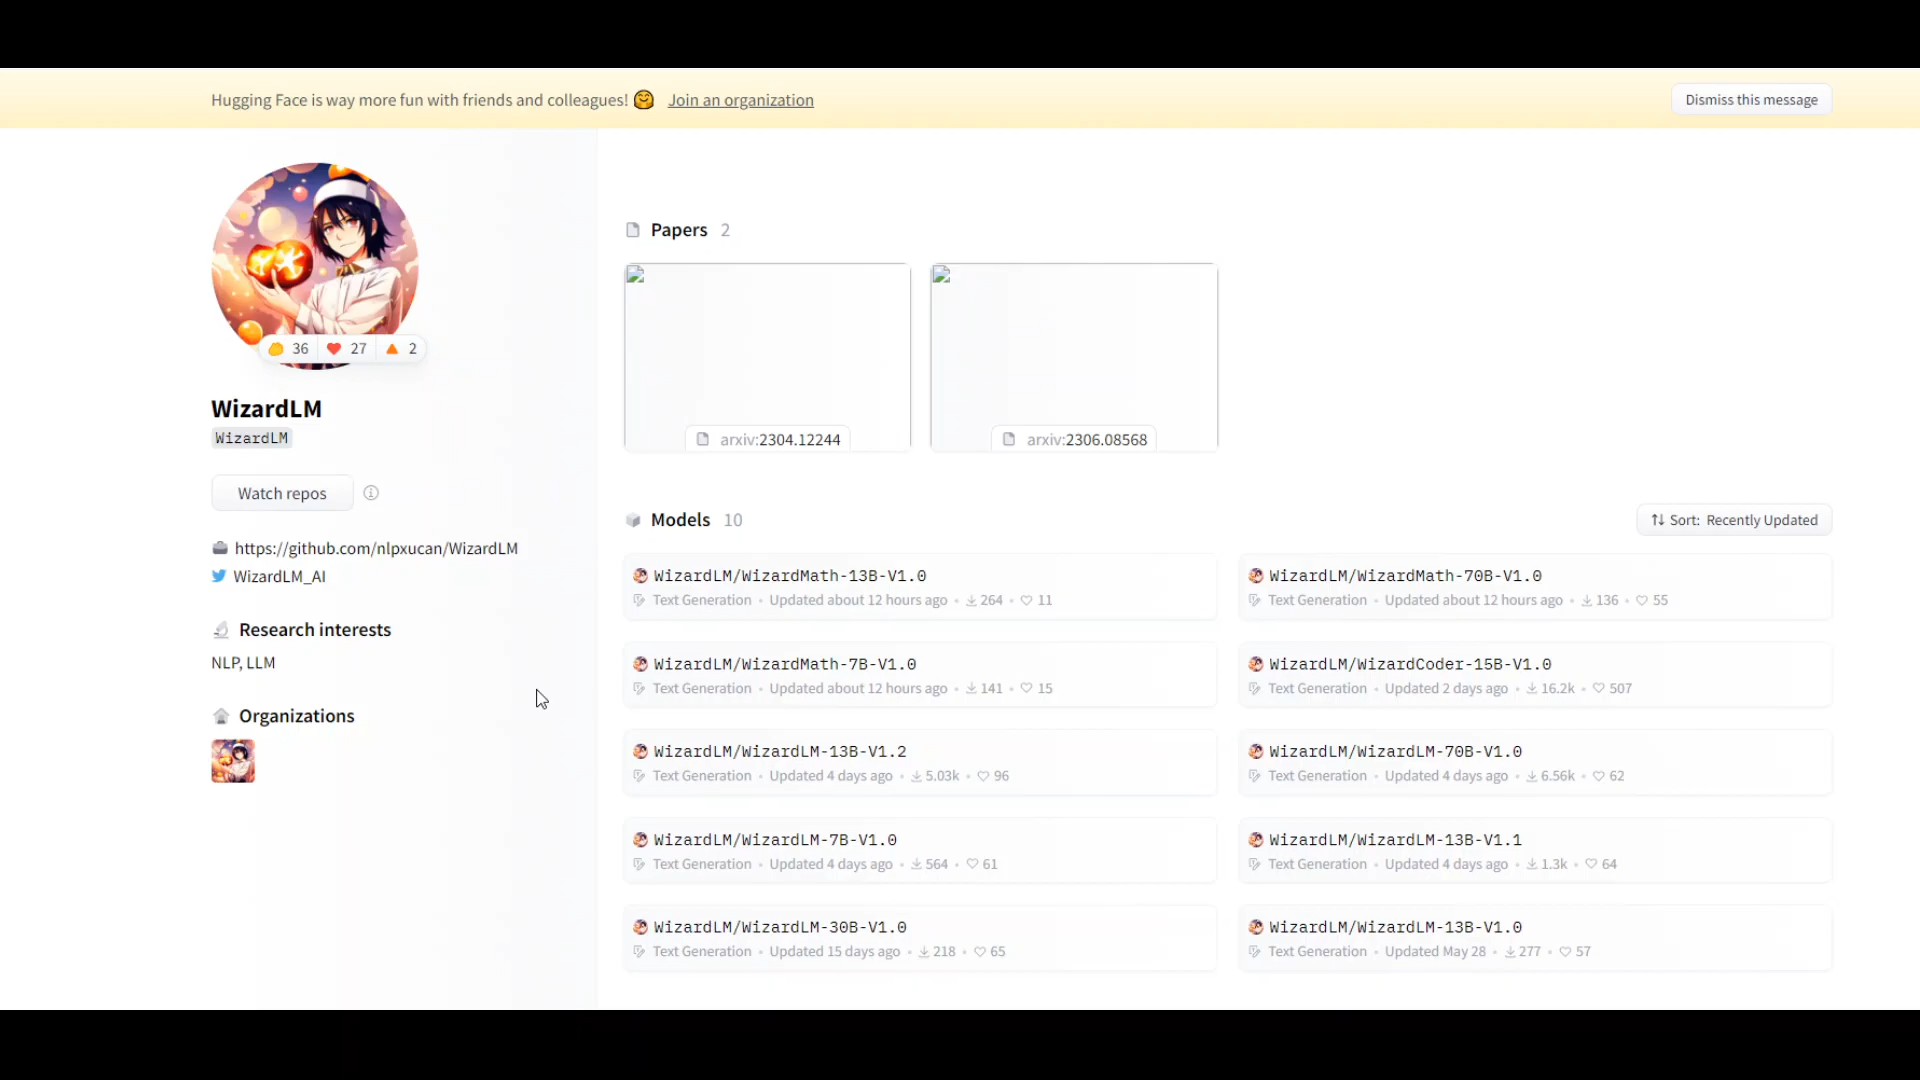 Hugging Face is way more fun with friends and colleagues! 🤗 Join an organization
Dismiss this message
36 27 2
WizardLM
WizardLM
Watch repos
https://github.com/nlpxucan/WizardLM
WizardLM_AI
Research interests
NLP, LLM
Organizations
Papers 2
arxiv:2304.12244
arxiv:2306.08568
Models 10
Sort: Recently Updated
WizardLM/WizardMath-13B-V1.0
Text Generation • Updated about 12 hours ago • 264 • 11
WizardLM/WizardMath-70B-V1.0
Text Generation • Updated about 12 hours ago • 136 • 55
WizardLM/WizardMath-7B-V1.0
Text Generation • Updated about 12 hours ago • 141 • 15
WizardLM/WizardCoder-15B-V1.0
Text Generation • Updated 2 days ago • 16.2k • 507
WizardLM/WizardLM-13B-V1.2
Text Generation • Updated 4 days ago • 5.03k • 96
WizardLM/WizardLM-70B-V1.0
Text Generation • Updated 4 days ago • 6.56k • 62
WizardLM/WizardLM-7B-V1.0
Text Generation • Updated 4 days ago • 564 • 61
WizardLM/WizardLM-13B-V1.1
Text Generation • Updated 4 days ago • 1.3k • 64
WizardLM/WizardLM-30B-V1.0
Text Generation • Updated 15 days ago • 218 • 65
WizardLM/WizardLM-13B-V1.0
Text Generation • Updated May 28 • 277 • 57